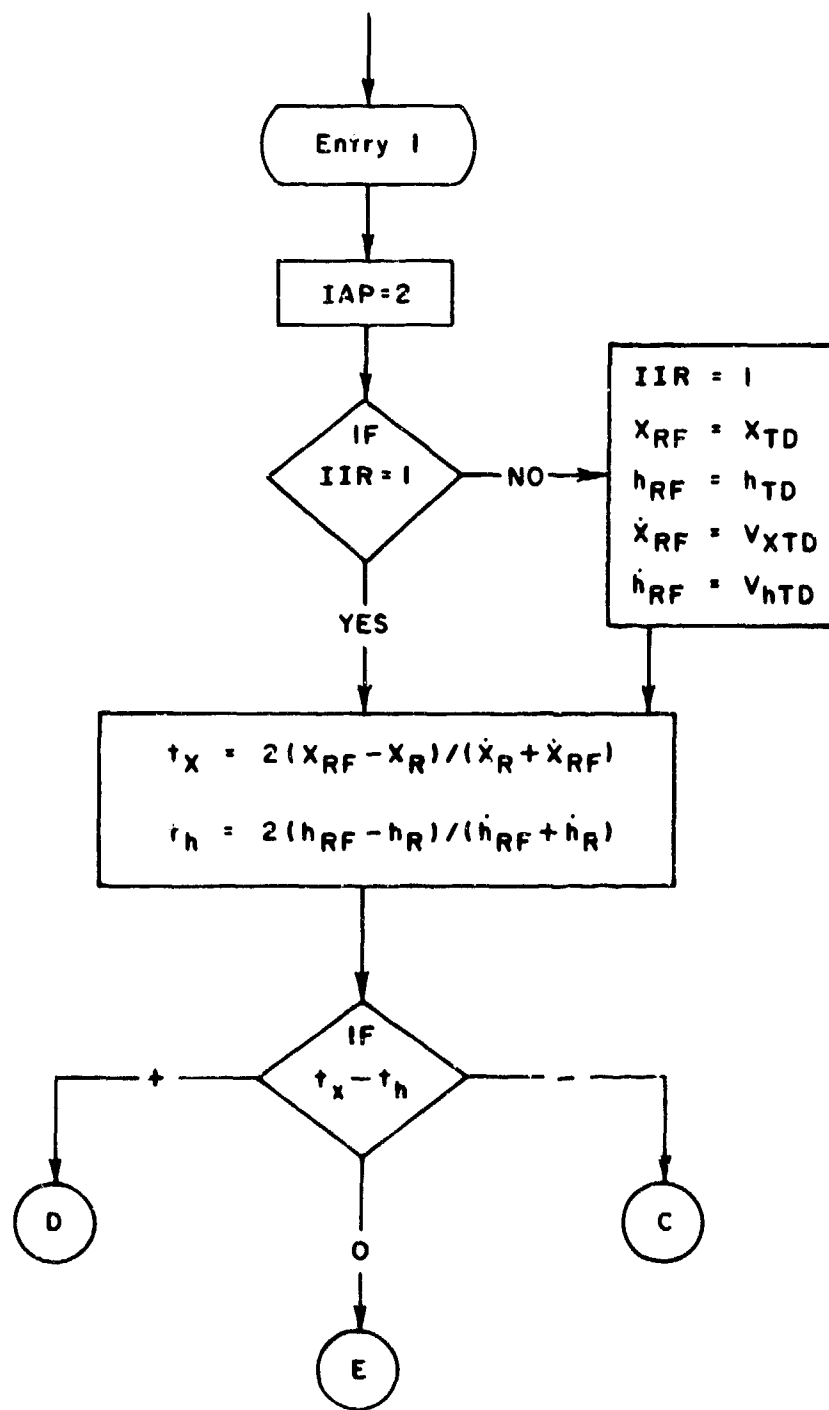 Entry 1
IAP=2
IF
IIR=1
NO
IIR = 1
X_RF = X_TD
h_RF = h_TD
Ẋ_RF = V_XTD
ḣ_RF = V_hTD
YES
t_X = 2(X_RF-X_R)/(Ẋ_R+Ẋ_RF)
t_h = 2(h_RF-h_R)/(ḣ_RF+ḣ_R)
IF
t_x-t_h
+
-
D
C
O
E